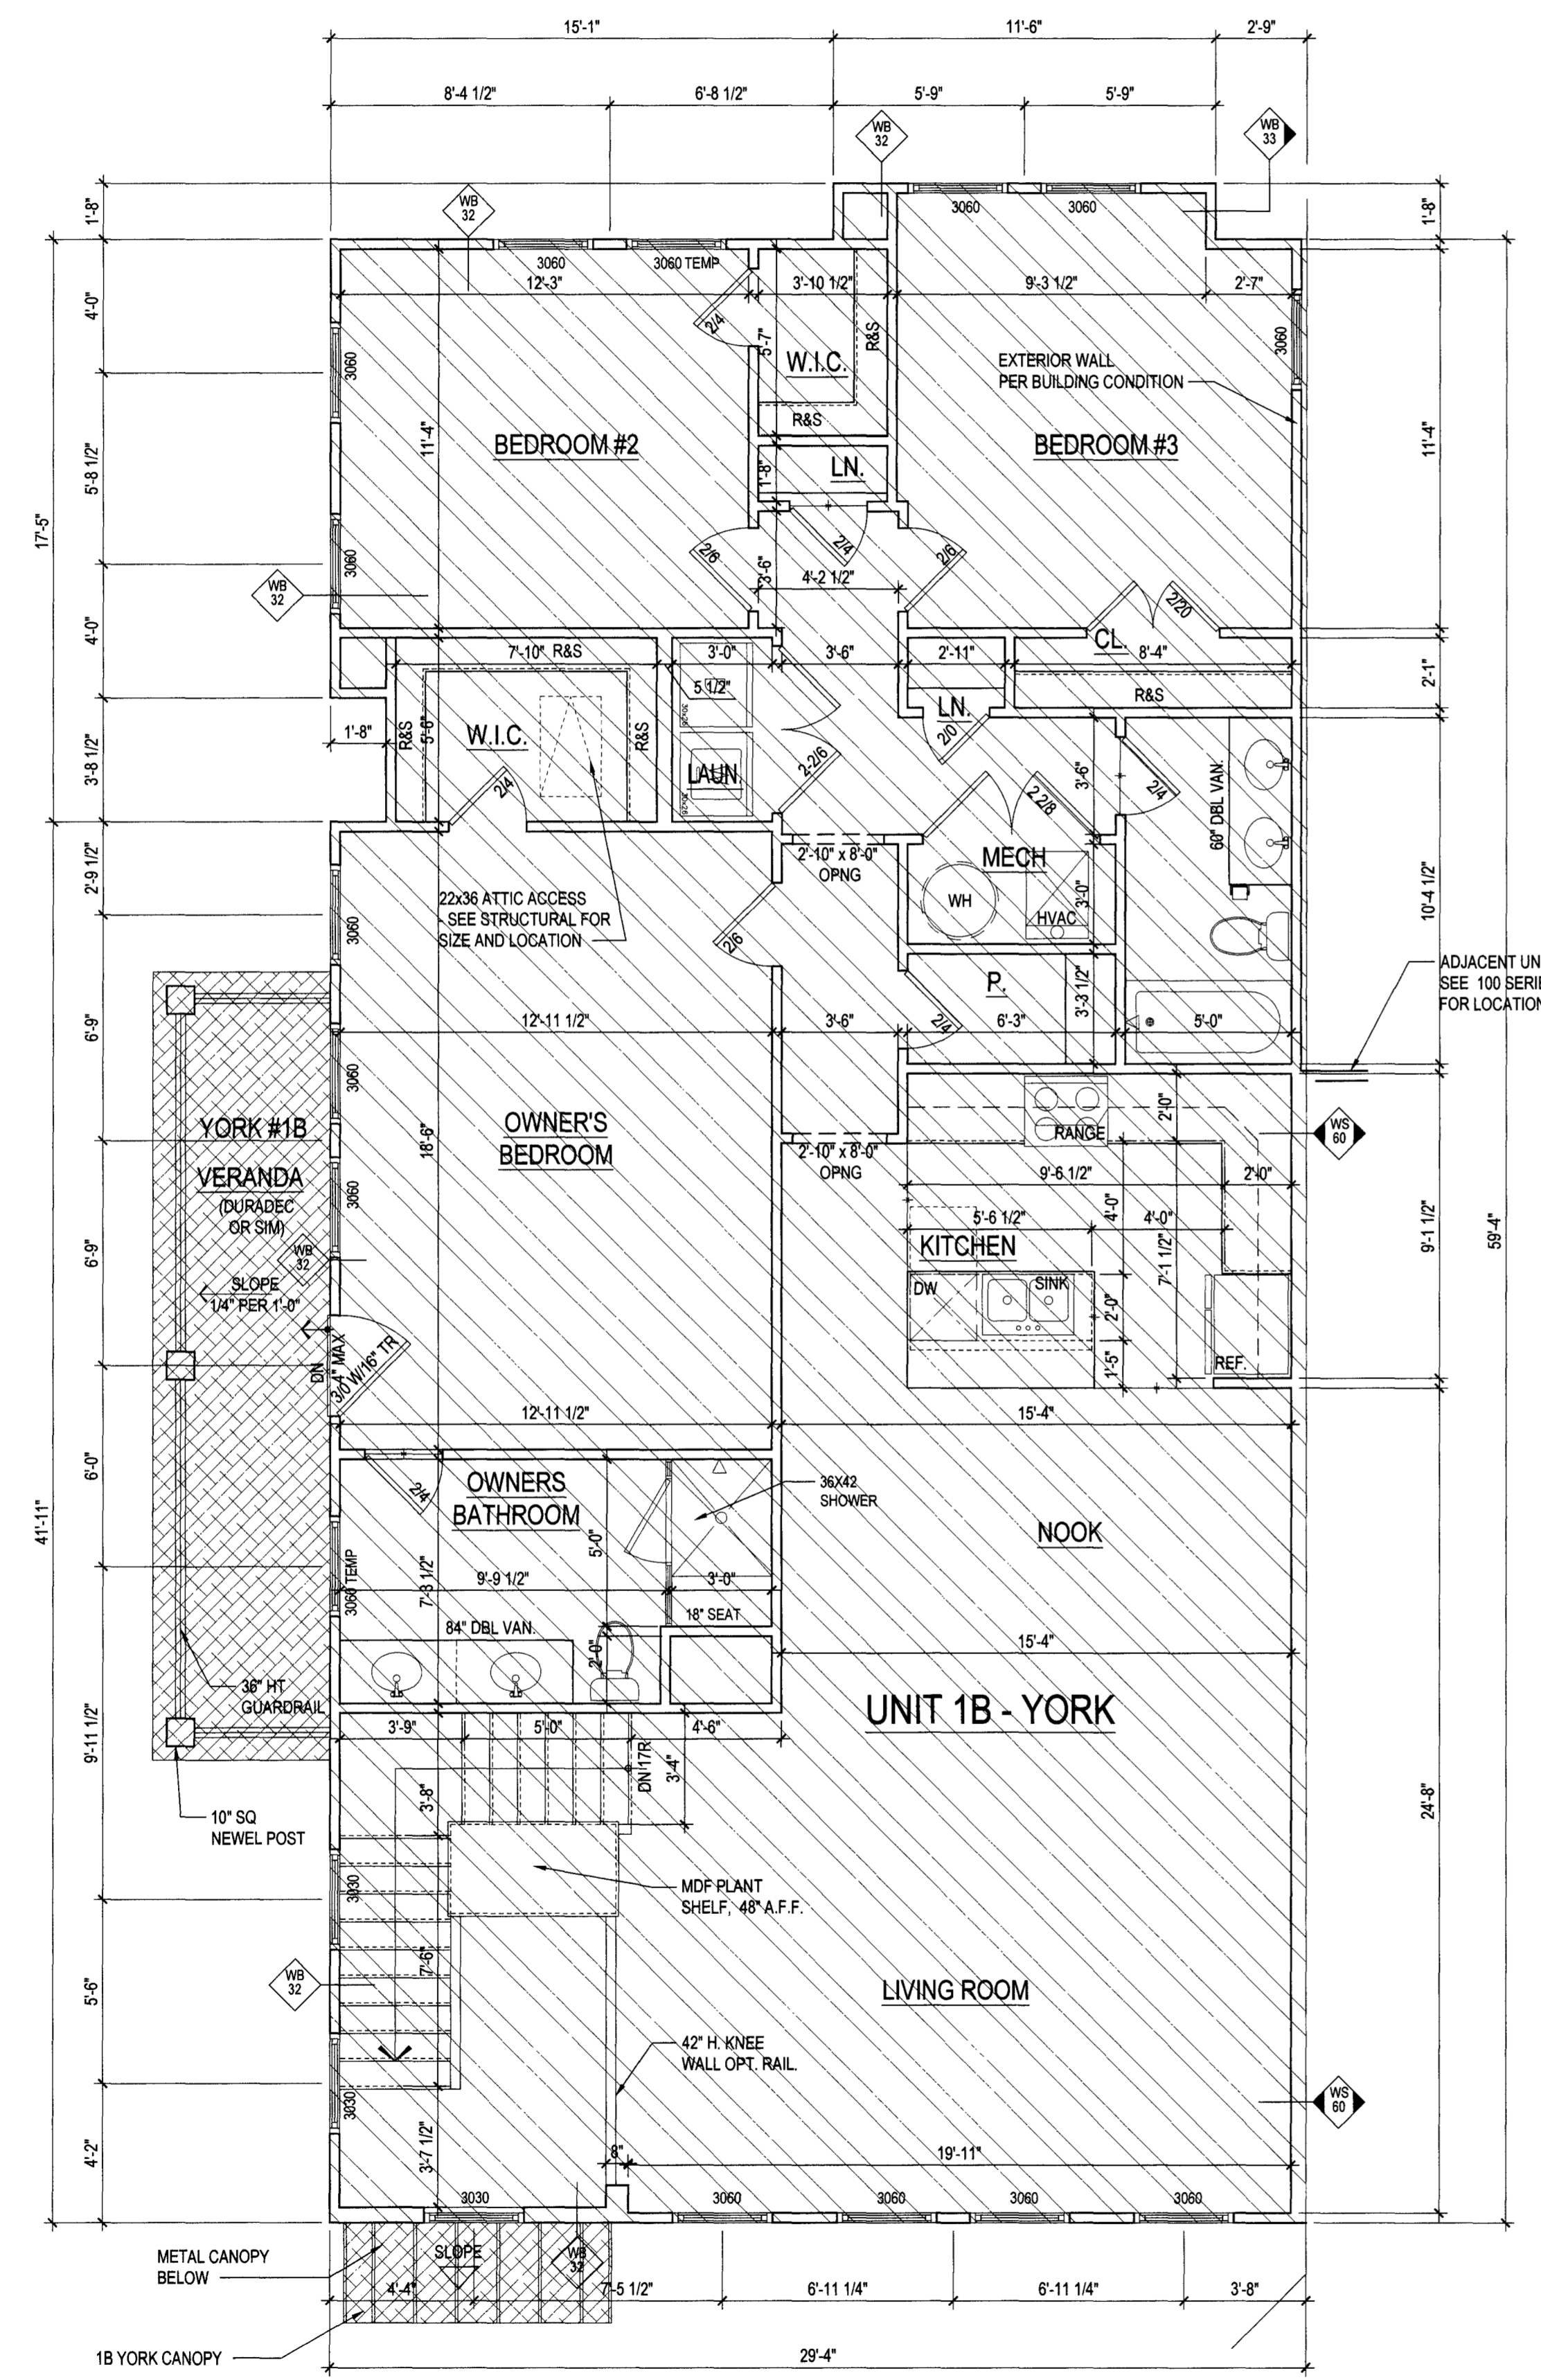 15'-1"
11'-6"
2'-9"
8'-4 1/2"
6'-8 1/2"
5'-9"
5'-9"
WB
32
WB
33
WB
32
1'-8"
1'-8"
3060
3060
3060
3060 TEMP
12'-3"
3'-10 1/2"
9'-3 1/2"
2'-7"
4'-0"
2/4
5'-7"
R&S
W.I.C.
R&S
3060
3060
EXTERIOR WALL
PER BUILDING CONDITION
11'-4"
BEDROOM #2
BEDROOM #3
11'-4"
5'-8 1/2"
1'-8"
LN.
17'-5"
2/6
2/4
2/6
3'-6"
4'-2 1/2"
3060
WB
32
4'-0"
2/20
CL.
7'-10"
R&S
3'-0"
3'-6"
2'-11"
8'-4"
2'-1"
5 1/2"
R&S
LN.
2/0
1'-8"
R&S
5'-6"
W.I.C.
R&S
30x28
30x28
LAUN.
2-2/6
3'-8 1/2"
2/4
3'-6"
2 2/8
2/4
60" DBL VAN.
2'-10" x 8'-0"
OPNG
MECH
WH
HVAC
3'-0"
2'-9 1/2"
22x36 ATTIC ACCESS
- SEE STRUCTURAL FOR
SIZE AND LOCATION
3060
2/6
10'-4 1/2"
ADJACENT UN
SEE 100 SERIE
FOR LOCATION
P.
3'-3 1/2"
6'-9"
12'-11 1/2"
3'-6"
2/4
6'-3"
5'-0"
3060
YORK #1B
VERANDA
(DURADEC
OR SIM)
OWNER'S
BEDROOM
18'-6"
3060
2'-10" x 8'-0"
OPNG
RANGE
2'-0"
WS
60
9'-6 1/2"
2'-0"
5'-6 1/2"
4'-0"
4'-0"
KITCHEN
7'-1 1/2"
9'-1 1/2"
59'-4"
6'-9"
WB
32
SLOPE
1/4" PER 1'-0"
DW
SINK
2'-0"
DN
4" MAX
3/0 W/16" TR
1'-5"
REF.
12'-11 1/2"
15'-4"
6'-0"
OWNERS
BATHROOM
2/4
36X42
SHOWER
NOOK
5'-0"
41'-11"
3060 TEMP
7'-3 1/2"
9'-9 1/2"
3'-0"
18" SEAT
84" DBL VAN.
2'-0"
15'-4"
36" HT
GUARDRAIL
UNIT 1B - YORK
9'-11 1/2"
3'-9"
5'-0"
4'-6"
DN 17R
3'-4"
3'-8"
10" SQ
NEWEL POST
24'-8"
MDF PLANT
SHELF, 48" A.F.F.
3030
7'-6"
WB
32
5'-6"
LIVING ROOM
42" H. KNEE
WALL OPT. RAIL.
3030
WS
60
4'-2"
3'-7 1/2"
8"
19'-11"
3030
3060
3060
3060
3060
METAL CANOPY
BELOW
SLOPE
WB
32
4'-4"
7'-5 1/2"
6'-11 1/4"
6'-11 1/4"
3'-8"
1B YORK CANOPY
29'-4"